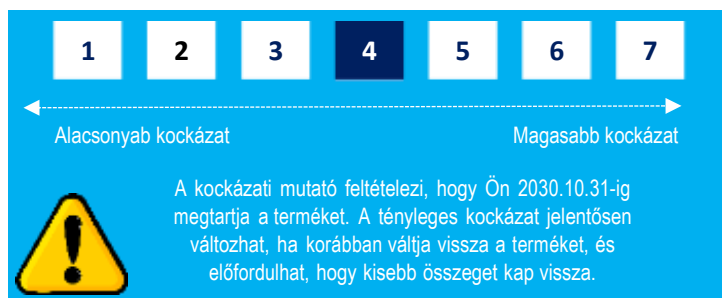 1 2 3 4 5 6 7
Alacsonyabb kockázat Magasabb kockázat
A kockázati mutató feltételezi, hogy Ön 2030.10.31-ig
megtartja a terméket. A tényleges kockázat jelentősen
változhat, ha korábban váltja vissza a terméket, és
előfordulhat, hogy kisebb összeget kap vissza.